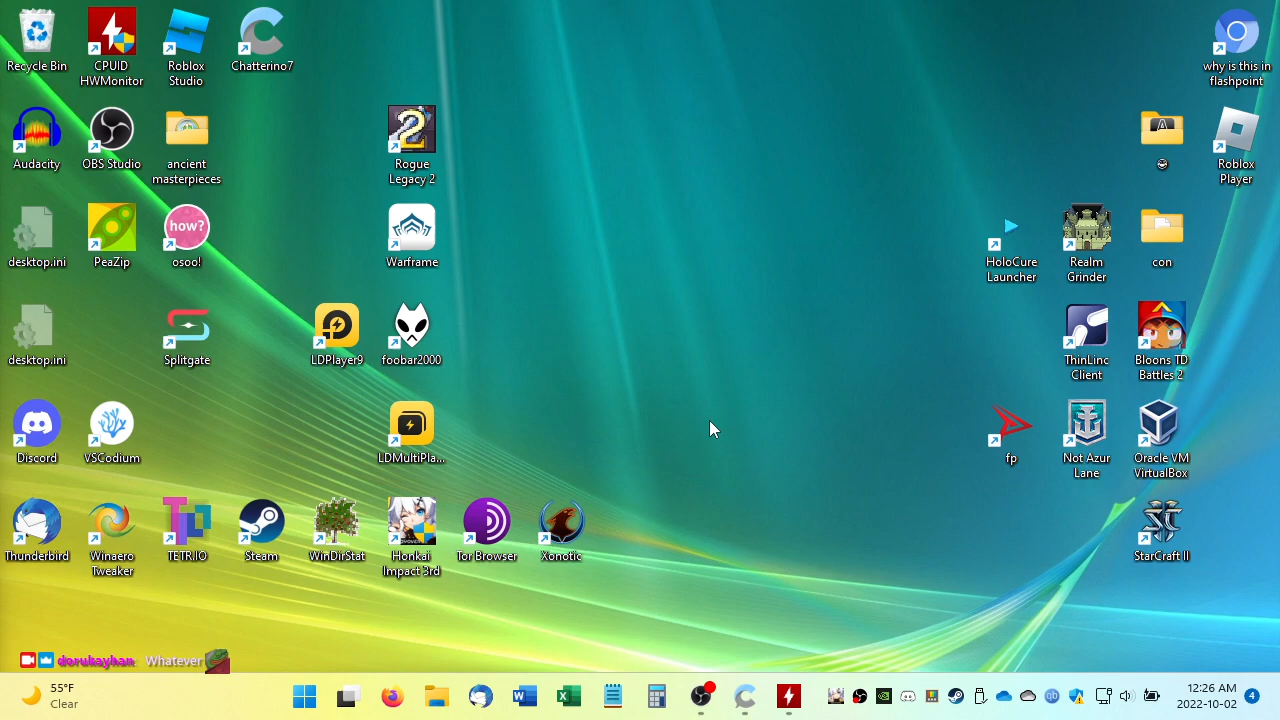 Recycle Bin
CPUID
HWMonitor
Roblox
Studio
Chatterino7
why is this in
flashpoint
Audacity
OBS Studio
ancient
masterpieces
2
Rogue
Legacy 2
Roblox
Player
desktop.ini
PeaZip
how?
osoo!
Warframe
HoloCure
Launcher
Realm
Grinder
con
desktop.ini
Splitgate
LDPlayer9
foobar2000
ThinLinc
Client
Bloons TD
Battles 2
Discord
VSCodium
LDMultiPla...
fp
Not Azur
Lane
Oracle VM
VirtualBox
Thunderbird
Winaero
Tweaker
TETR.IO
Steam
WinDirStat
Honkai
Impact 3rd
Tor Browser
Xonotic
StarCraft II
dorukayhan Whatever
55°F
Clear
12:26 AM
2022-10-02
4